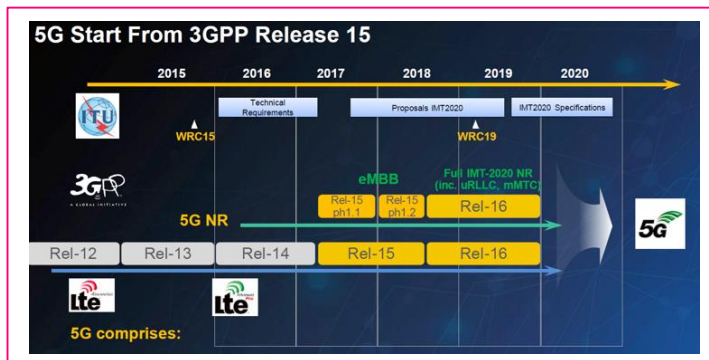 5G Start From 3GPP Release 15
2015 2016 2017 2018 2019 2020
ITU
Technical Requirements
Proposals IMT2020
IMT2020 Specifications
WRC15
WRC19
3GPP
A GLOBAL INITIATIVE
eMBB
Full IMT-2020 NR
(inc. uRLLC, mMTC)
Rel-15
ph1.1
Rel-15
ph1.2
Rel-16
5G NR
5G
Rel-12 Rel-13 Rel-14 Rel-15 Rel-16
Lte
Lte
5G comprises: